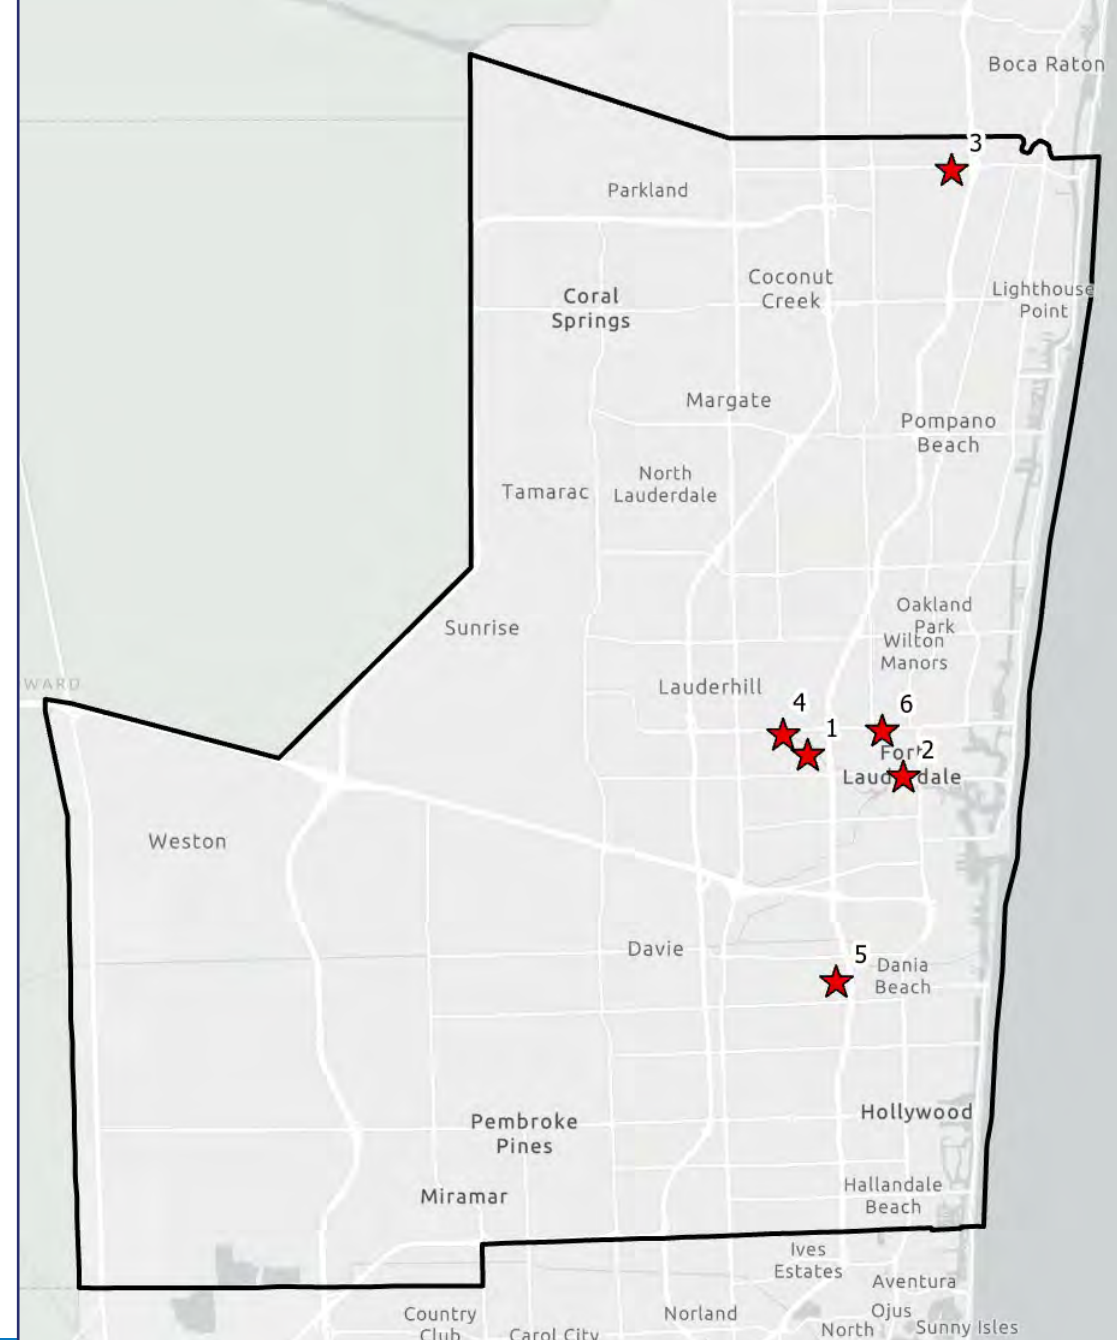 Boca Raton
3
Parkland
Coconut
Creek
Lighthouse
Point
Coral
Springs
Margate
Pompano
Beach
North
Lauderdale
Tamarac
Oakland
Park
Sunrise
Wilton
Manors
WARD
Lauderhill
4
6
1
Fort
2
Lauderdale
Weston
Davie
5
Dania
Beach
Hollywood
Pembroke
Pines
Miramar
Hallandale
Beach
Ives
Estates
Aventura
Country
Club
Norland
Ojus
North
Sunny Isles
Carol City